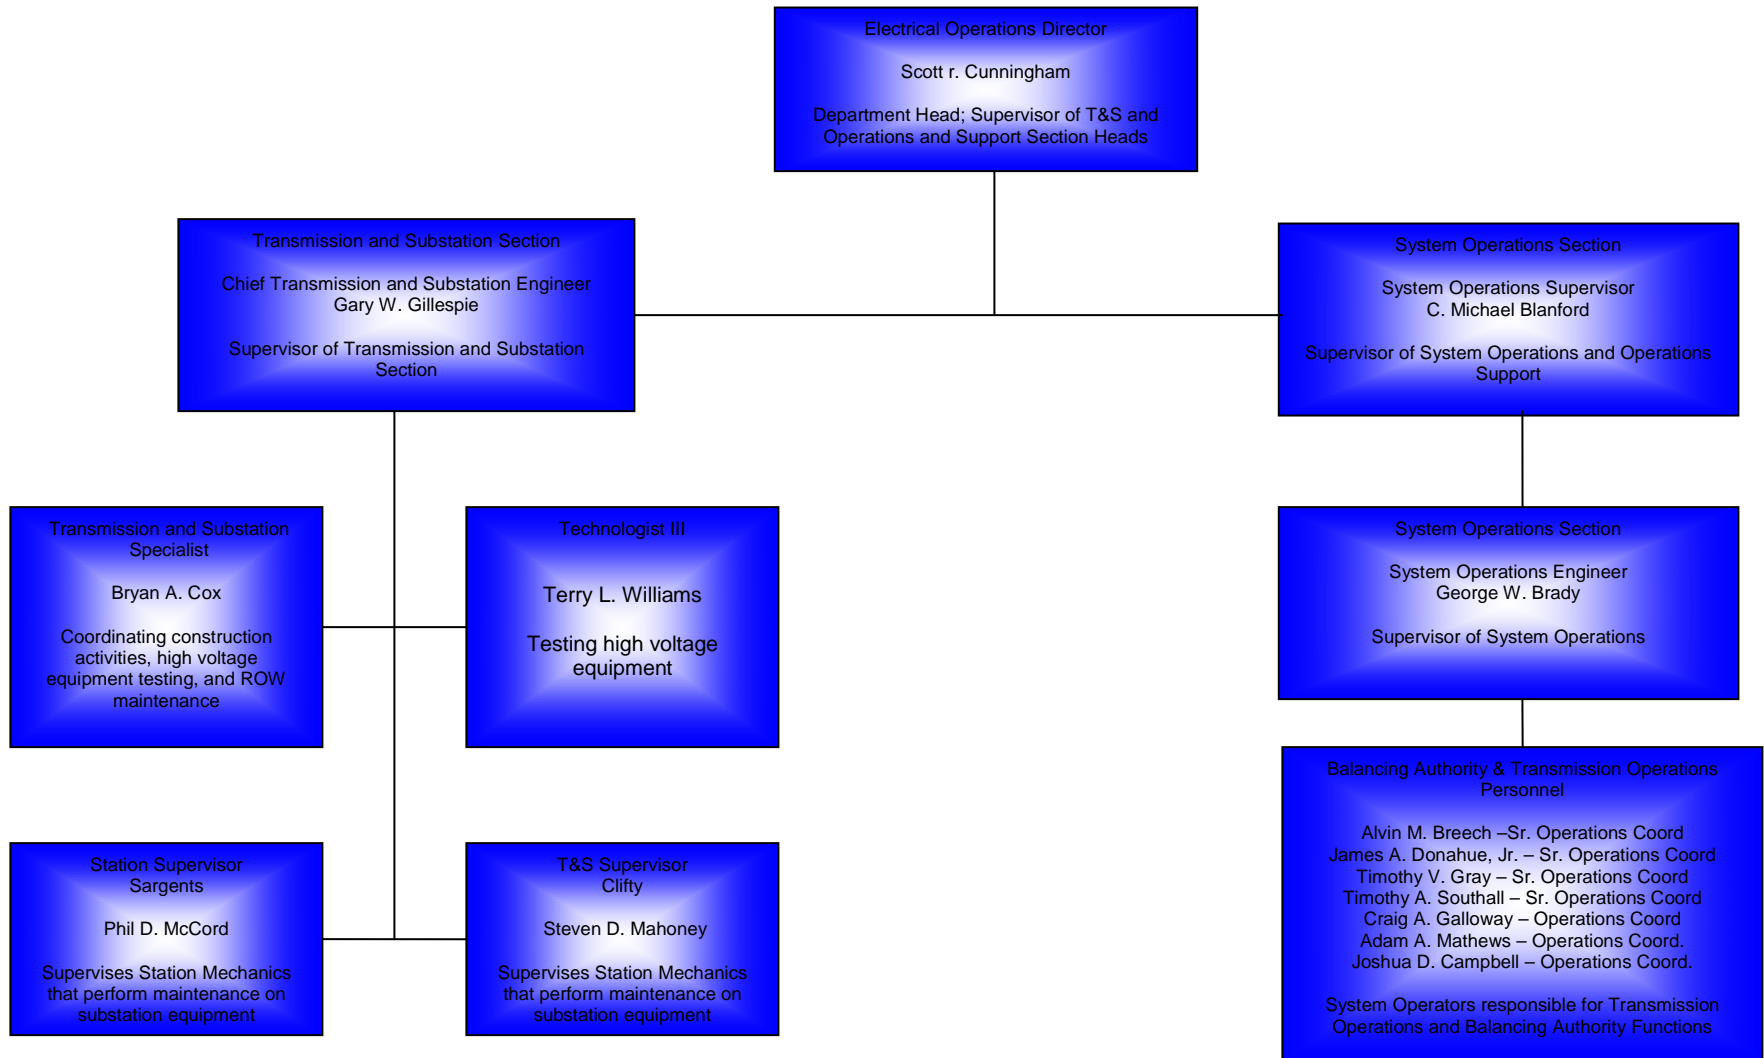 Electrical Operations Director
Scott r. Cunningham
Department Head; Supervisor of T&S and
Operations and Support Section Heads
Transmission and Substation Section
Chief Transmission and Substation Engineer
Gary W. Gillespie
Supervisor of Transmission and Substation
Section
System Operations Section
System Operations Supervisor
C. Michael Blanford
Supervisor of System Operations and Operations
Support
Transmission and Substation
Specialist
Bryan A. Cox
Coordinating construction
activities, high voltage
equipment testing, and ROW
maintenance
Technologist III
Terry L. Williams
Testing high voltage
equipment
System Operations Section
System Operations Engineer
George W. Brady
Supervisor of System Operations
Station Supervisor
Sargents
Phil D. McCord
Supervises Station Mechanics
that perform maintenance on
substation equipment
T&S Supervisor
Clifty
Steven D. Mahoney
Supervises Station Mechanics
that perform maintenance on
substation equipment
Balancing Authority & Transmission Operations
Personnel
Alvin M. Breech –Sr. Operations Coord
James A. Donahue, Jr. – Sr. Operations Coord
Timothy V. Gray – Sr. Operations Coord
Timothy A. Southall – Sr. Operations Coord
Craig A. Galloway – Operations Coord
Adam A. Mathews – Operations Coord.
Joshua D. Campbell – Operations Coord.
System Operators responsible for Transmission
Operations and Balancing Authority Functions